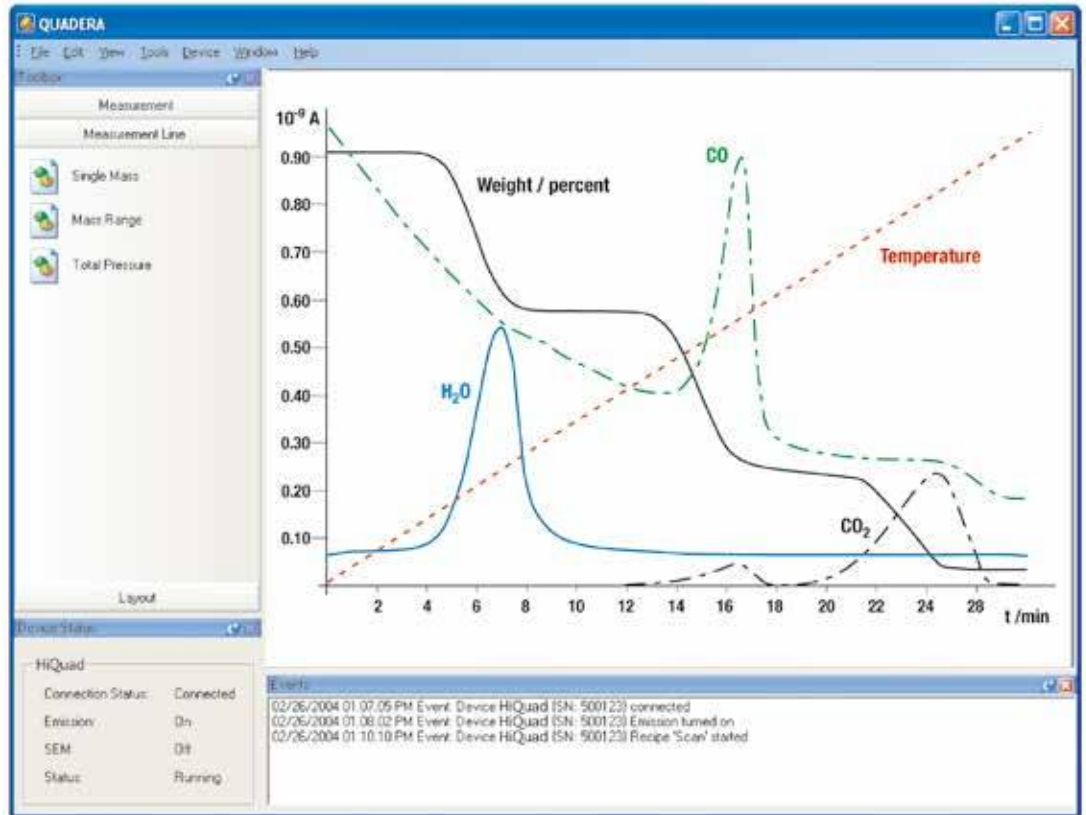 QUADERA
File Edit View Tools Device Window Help
Toolbox
Measurement
Measurement Line
Single Mass
Mass Range
Total Pressure
Layout
Device Status
HiQuad
Connection Status: Connected
Emission: On
SEM: Off
Status: Running
10⁻⁹ A
0.90
0.80
0.70
0.60
0.50
0.40
0.30
0.20
0.10
Weight / percent
CO
Temperature
H₂O
CO₂
2 4 6 8 10 12 14 16 18 20 22 24 28
t /min
Events
02/26/2004 01.07.05 PM Event: Device HiQuad (SN: 500123) connected
02/26/2004 01.08.02 PM Event: Device HiQuad (SN: 500123) Emission turned on
02/26/2004 01.10.10 PM Event: Device HiQuad (SN: 500123) Recipe 'Scan' started